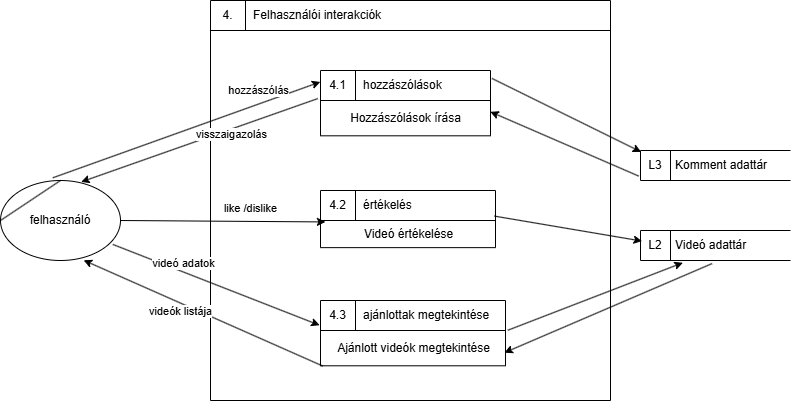 4. Felhasználói interakciók
4.1 hozzászólások
hozzászólás
Hozzászólások írása
visszaigazolás
L3 Komment adattár
4.2 értékelés
like /dislike
felhasználó
Videó értékelése
L2 Videó adattár
videó adatok
videók listája
4.3 ajánlottak megtekintése
Ajánlott videók megtekintése